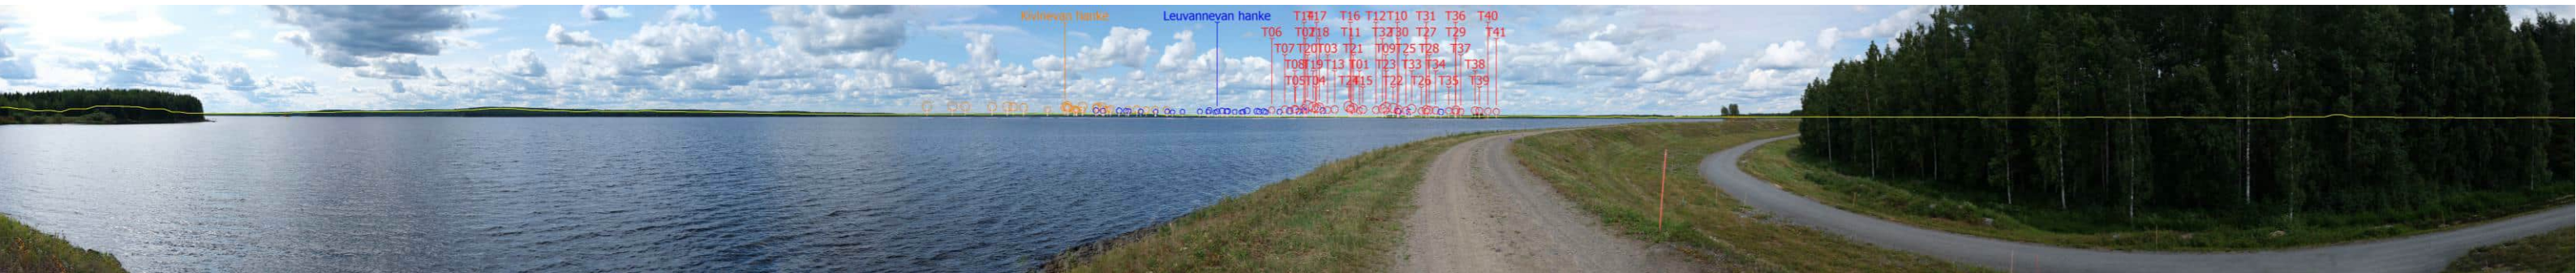 Kivinevan hanke Leuvannevan hanke T14 T17 T16 T12 T10 T31 T36 T40
T06 T02 T18 T11 T32 T30 T27 T29 T41
T07 T20 T03 T21 T09 T25 T28 T37
T08 T19 T13 T01 T23 T33 T34 T38
T05 T04 T24 T15 T22 T26 T35 T39